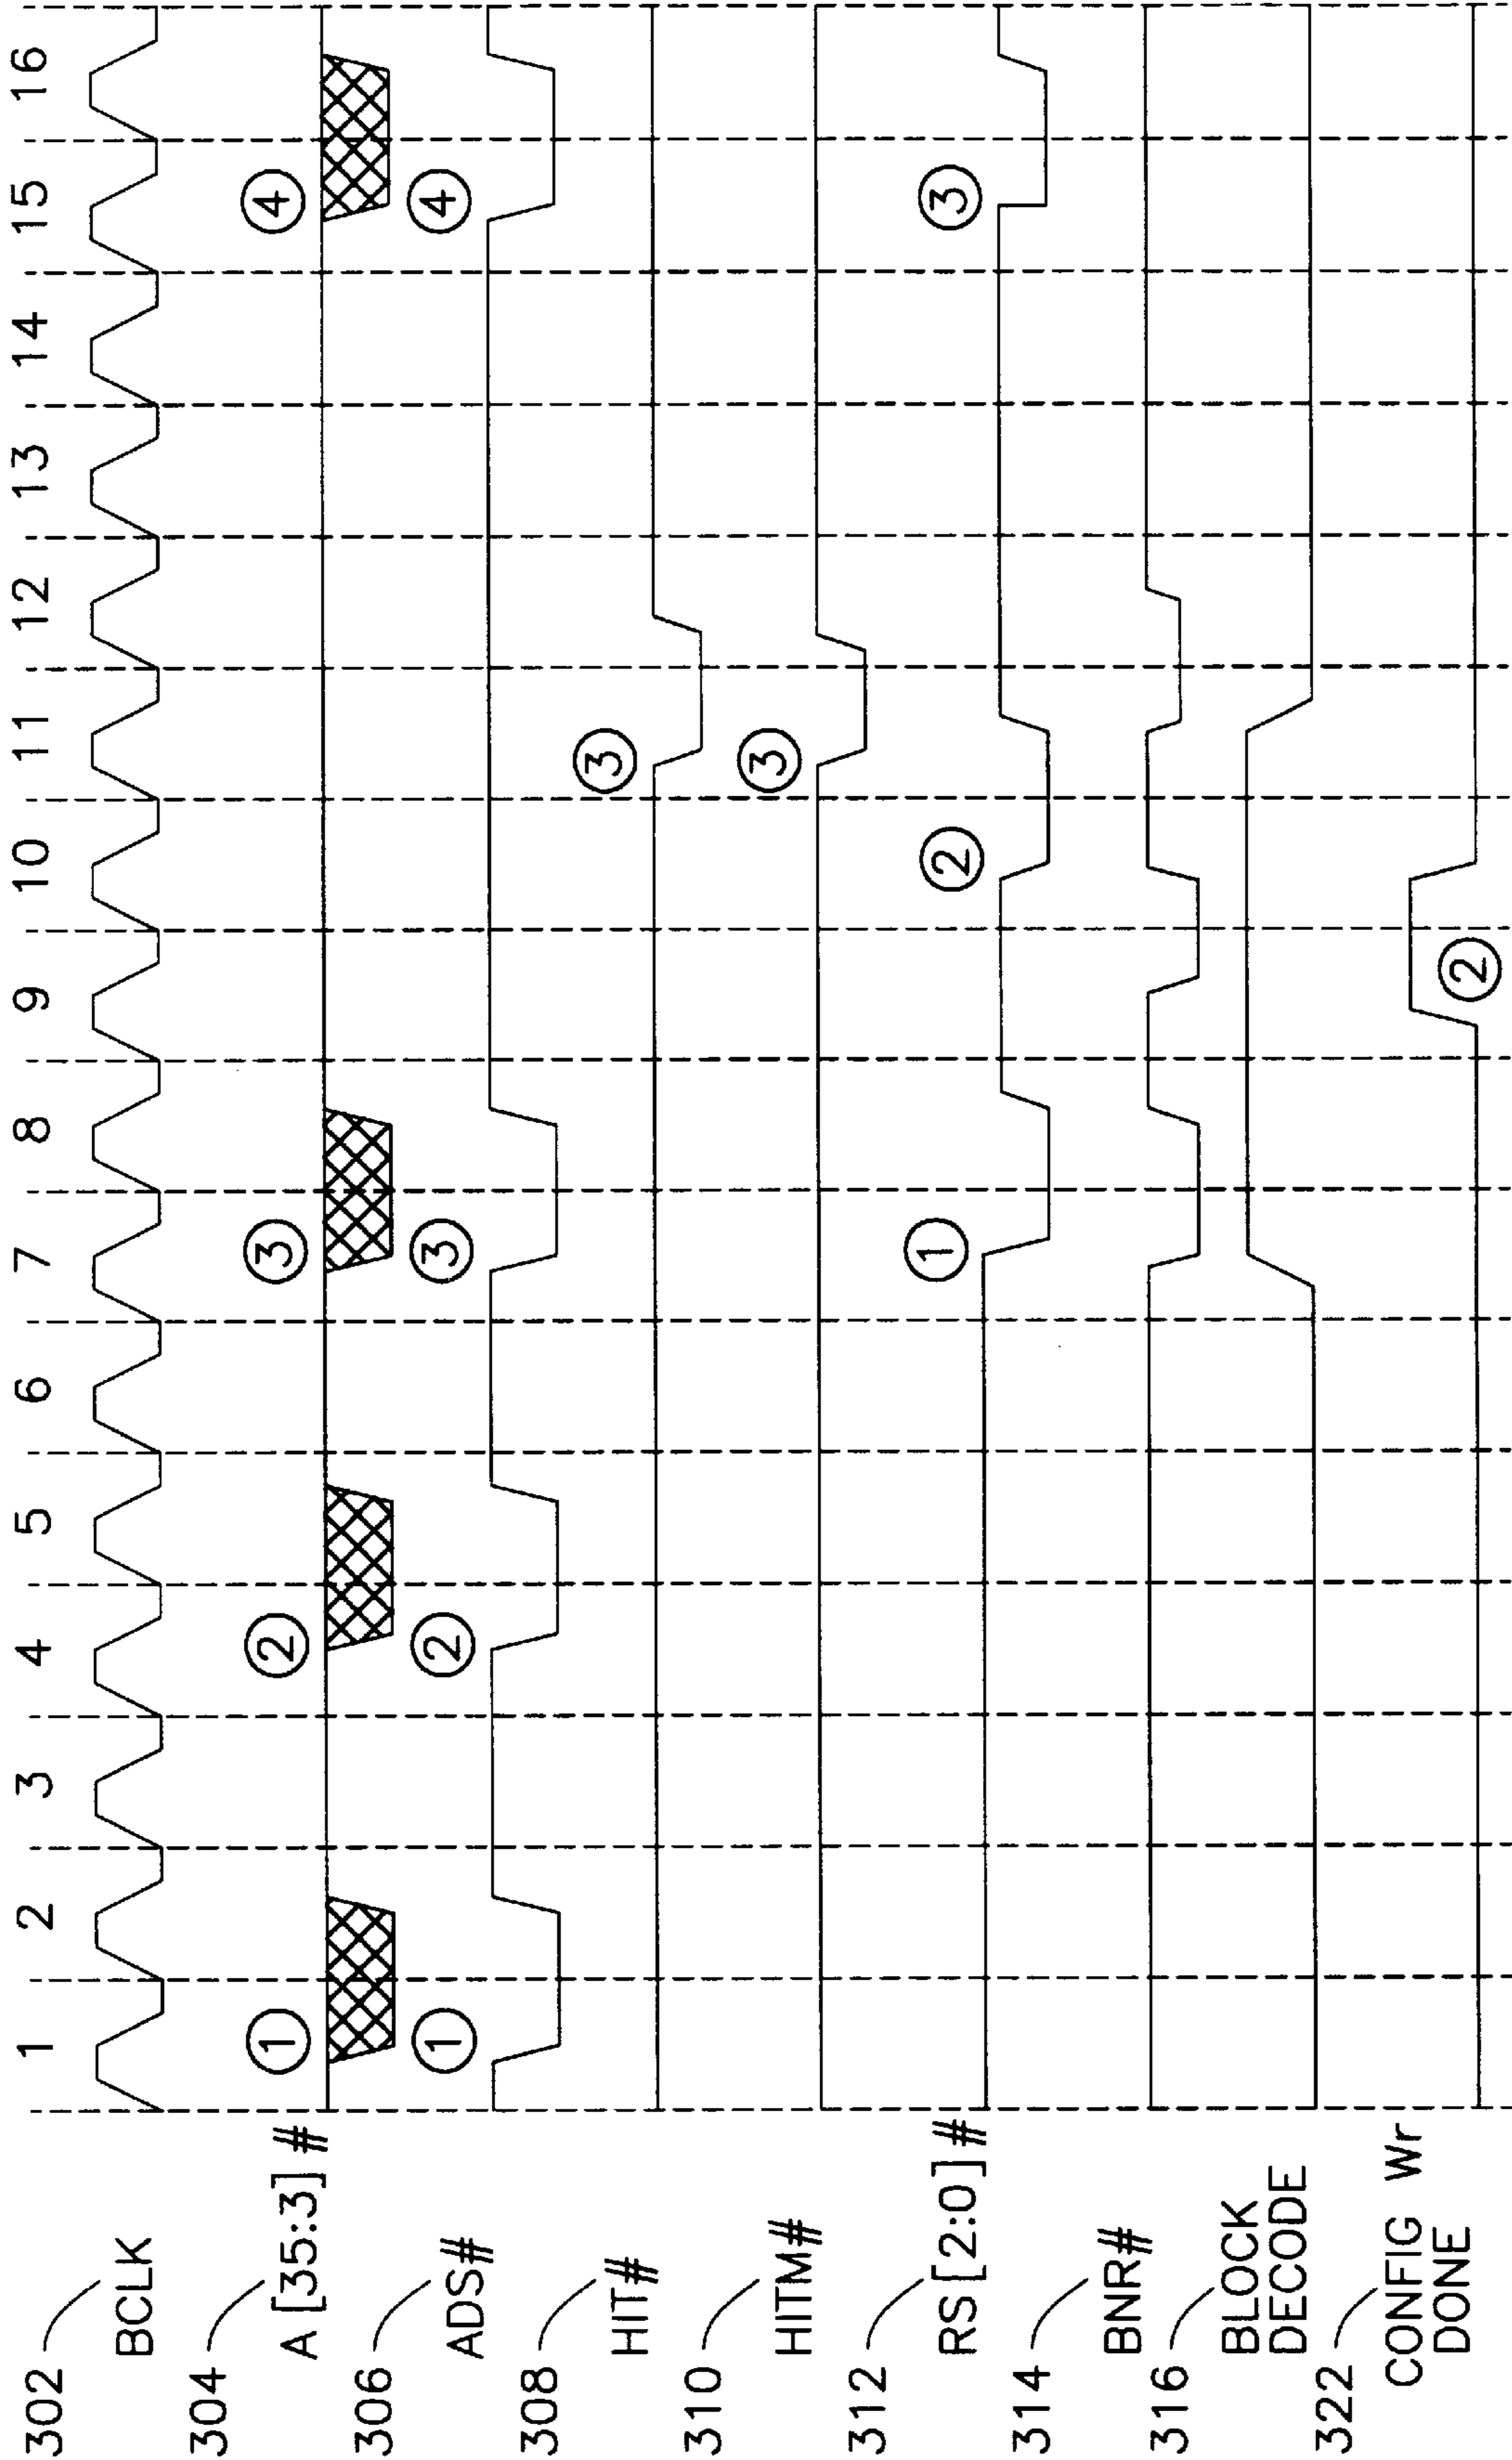 1 2 3 4 5 6 7 8 9 10 11 12 13 14 15 16
302
BCLK
304
A [35:3] #
1 2 3 4
306
ADS#
1 2 3 4
308
HIT#
3
310
HITM#
3
312
RS [2:0] #
1 2 3
314
BNR#
316
BLOCK
DECODE
322
CONFIG Wr
DONE
2